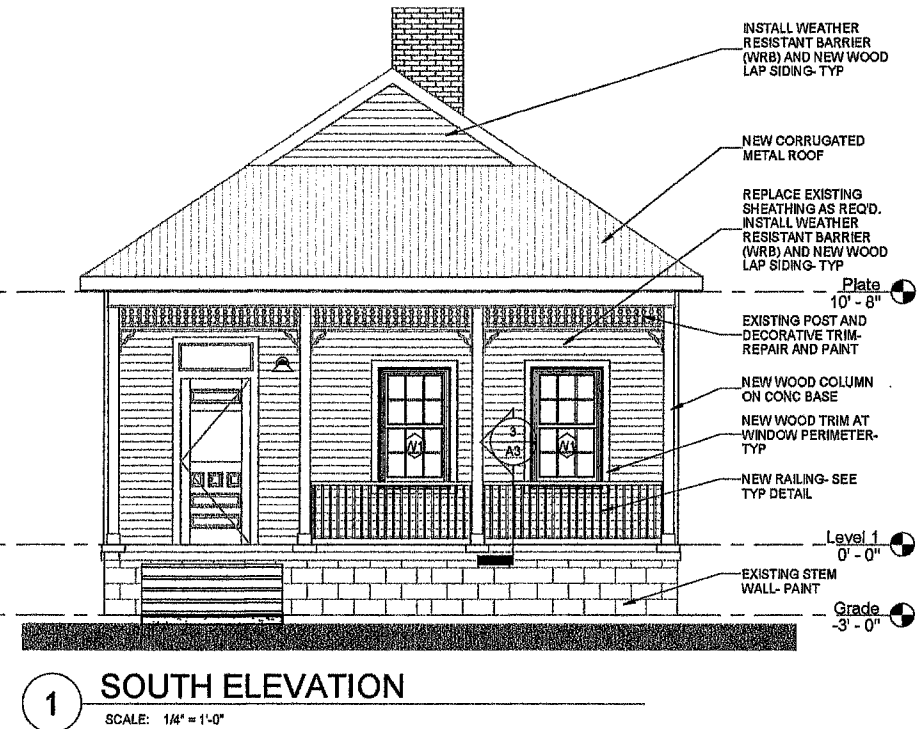 INSTALL WEATHER
RESISTANT BARRIER
(WRB) AND NEW WOOD
LAP SIDING- TYP
NEW CORRUGATED
METAL ROOF
REPLACE EXISTING
SHEATHING AS REQ'D.
INSTALL WEATHER
RESISTANT BARRIER
(WRB) AND NEW WOOD
LAP SIDING- TYP
Plate
10' - 8"
EXISTING POST AND
DECORATIVE TRIM-
REPAIR AND PAINT
NEW WOOD COLUMN
ON CONC BASE
NEW WOOD TRIM AT
WINDOW PERIMETER-
TYP
3
A3
NEW RAILING- SEE
TYP DETAIL
Level 1
0' - 0"
EXISTING STEM
WALL- PAINT
Grade
-3' - 0"
1
SOUTH ELEVATION
SCALE: 1/4" = 1'-0"